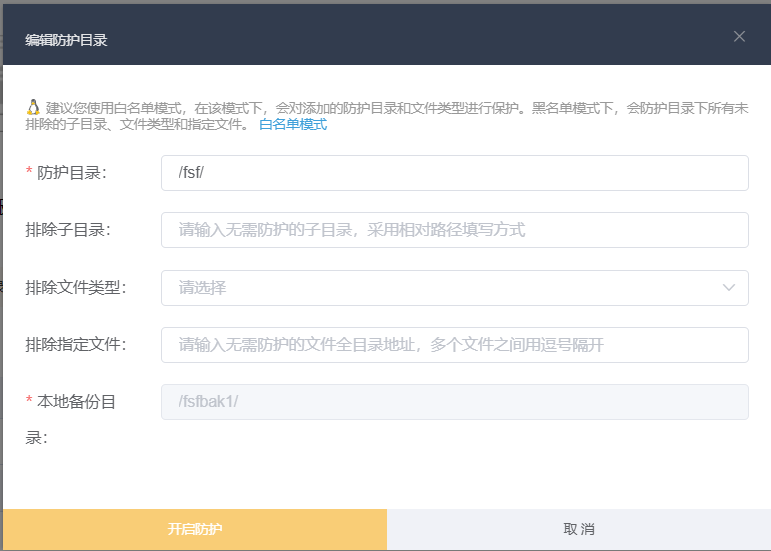 编辑防护目录
建议您使用白名单模式，在该模式下，会对添加的防护目录和文件类型进行保护。黑名单模式下，会防护目录下所有未
排除的子目录、文件类型和指定文件。 白名单模式
* 防护目录： /fsf/
排除子目录： 请输入无需防护的子目录，采用相对路径填写方式
排除文件类型： 请选择
排除指定文件： 请输入无需防护的文件全目录地址，多个文件之间用逗号隔开
* 本地备份目 /fsfbak1/
录：
开启防护 取 消